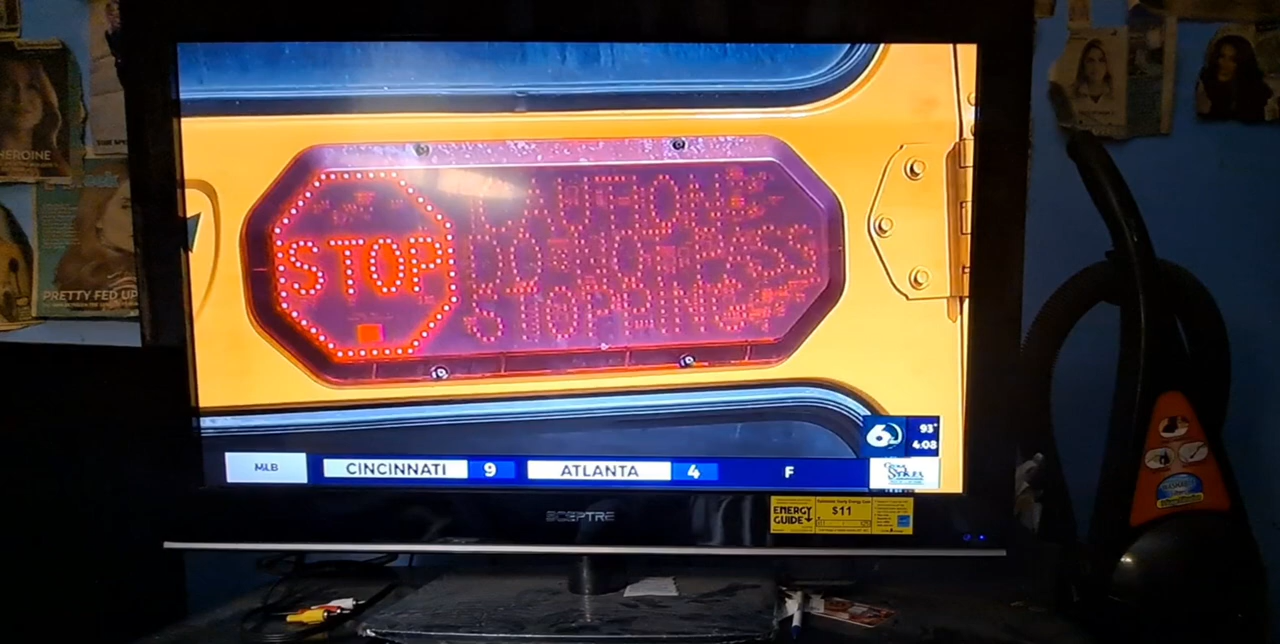 HEROINE
PRETTY FED UP
STOP
CAUTION
DO NOT PASS
STOPPING
6
93°
4:08
MLB
CINCINNATI 9 ATLANTA 4 F
SCEPTRE
ENERGY
GUIDE
$11